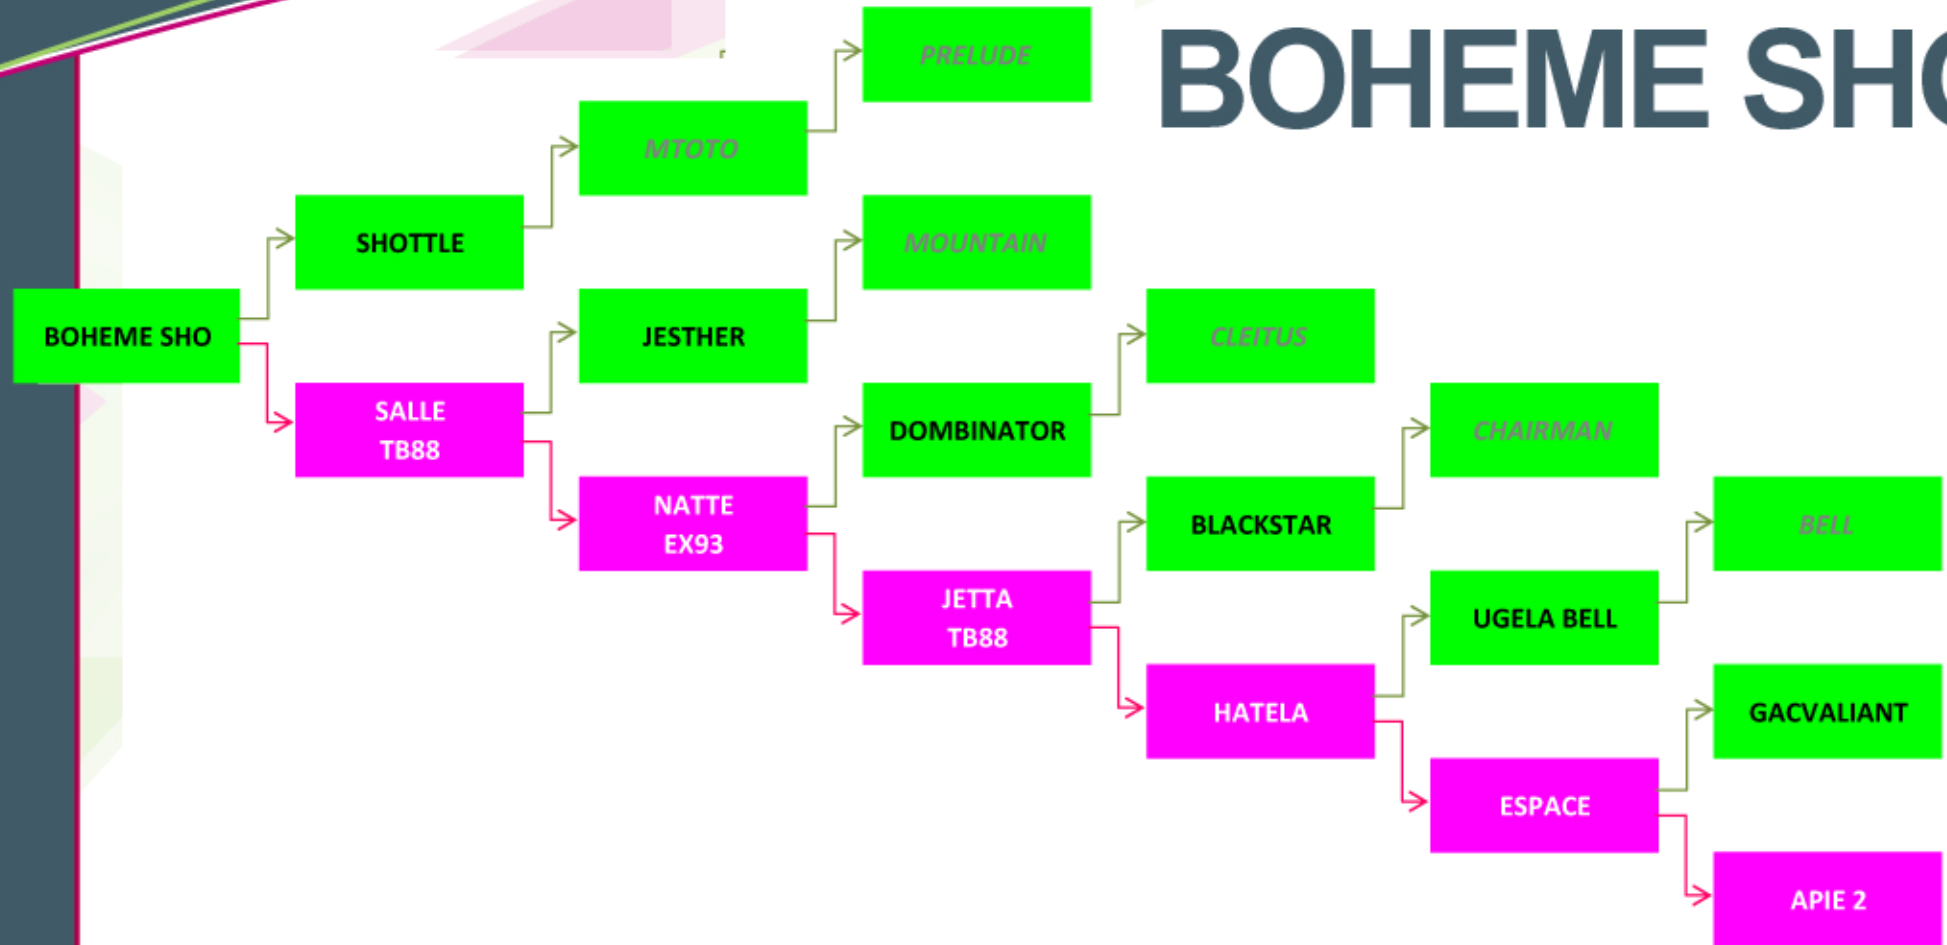 BOHEME SHO
PRELUDE
MTOTO
SHOTTLE
MOUNTAIN
BOHEME SHO
JESTHER
CLEITUS
SALLE
TB88
DOMBINATOR
CHAIRMAN
NATTE
EX93
BLACKSTAR
BELL
JETTA
TB88
UGELA BELL
HATELA
GACVALIANT
ESPACE
APIE 2